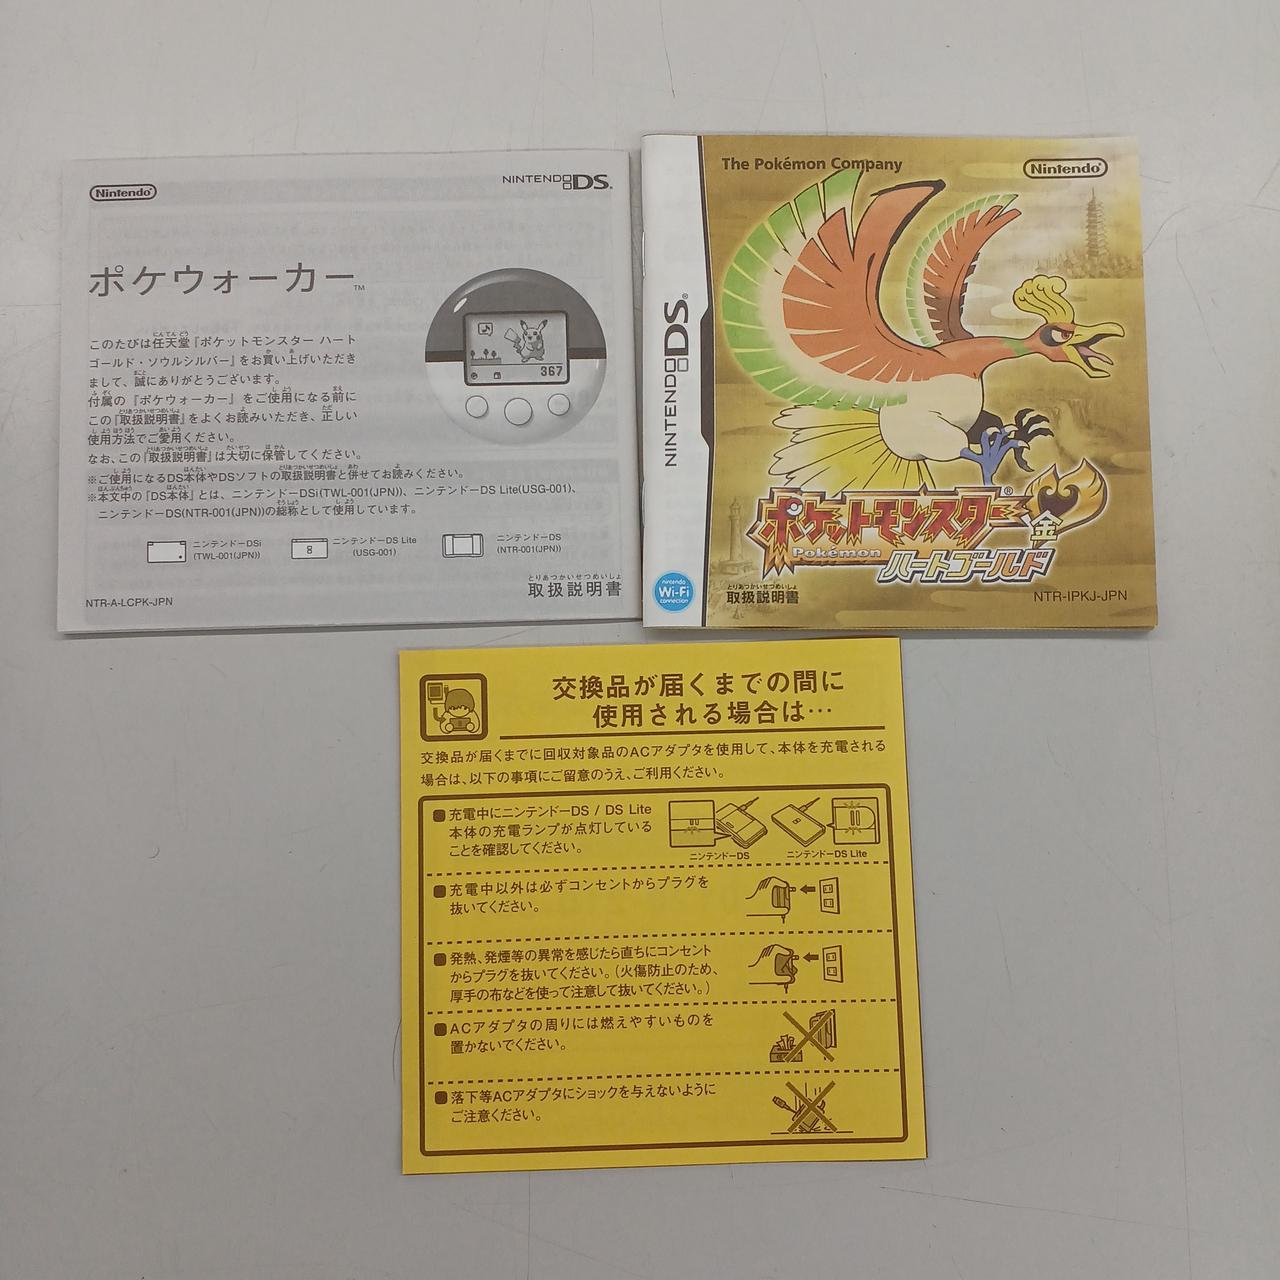 Nintendo
NINTENDO DS
ポケウォーカー™
このたびは任天堂『ポケットモンスター ハート
ゴールド・ソウルシルバー』をお買い上げいただき
まして、誠にありがとうございます。
付属の『ポケウォーカー』をご使用になる前に
この『取扱説明書』をよくお読みいただき、正しい
使用方法でご愛用ください。
なお、この『取扱説明書』は大切に保管してください。
※ご使用になるDS本体やDSソフトの取扱説明書と併せてお読みください。
※本文中の『DS本体』とは、ニンテンドーDSi(TWL-001(JPN))、ニンテンドーDS Lite(USG-001)、
ニンテンドーDS(NTR-001(JPN))の総称として使用しています。
367
ニンテンドーDSi
(TWL-001(JPN))
ニンテンドーDS Lite
(USG-001)
ニンテンドーDS
(NTR-001(JPN))
とりあつかいせつめいしょ
取扱説明書
NTR-A-LCPK-JPN
The Pokémon Company
Nintendo
NINTENDO DS
ポケットモンスター®
Pokémon
金
ハートゴールド
nintendo
Wi-Fi
connection
とりあつかいせつめいしょ
取扱説明書
NTR-IPKJ-JPN
交換品が届くまでの間に
使用される場合は…
交換品が届くまでに回収対象品のACアダプタを使用して、本体を充電される
場合は、以下の事項にご留意のうえ、ご利用ください。
■充電中にニンテンドーDS / DS Lite
本体の充電ランプが点灯している
ことを確認してください。
ニンテンドーDS
ニンテンドーDS Lite
■充電中以外は必ずコンセントからプラグを
抜いてください。
■発熱、発煙等の異常を感じたら直ちにコンセント
からプラグを抜いてください。（火傷防止のため、
厚手の布などを使って注意して抜いてください。）
■ACアダプタの周りには燃えやすいものを
置かないでください。
■落下等ACアダプタにショックを与えないように
ご注意ください。